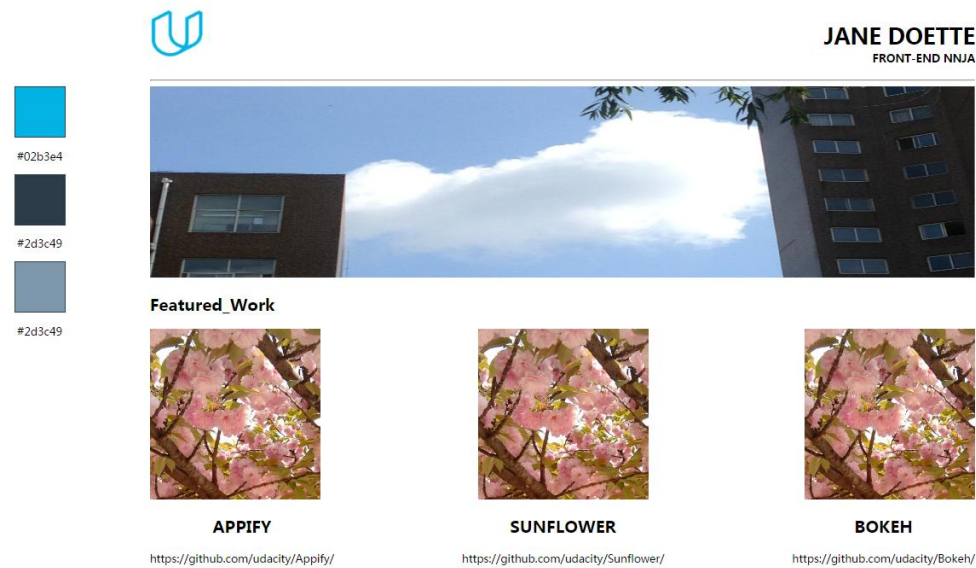 JANE DOETTE
FRONT-END NNJA
#02b3e4
#2d3c49
#2d3c49
Featured_Work
APPIFY
SUNFLOWER
BOKEH
https://github.com/udacity/Appify/
https://github.com/udacity/Sunflower/
https://github.com/udacity/Bokeh/